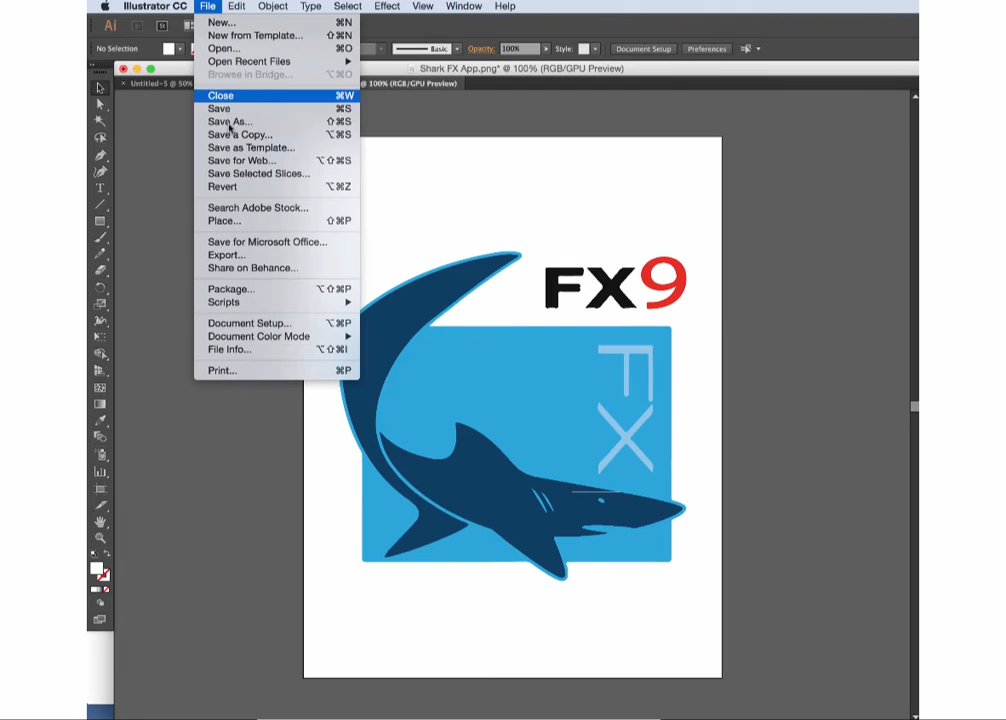 Illustrator CC File Edit Object Type Select Effect View Window Help
Ai St
No Selection Basic Opacity: 100% Style: Document Setup Preferences
Shark FX App.png* @ 100% (RGB/GPU Preview)
Untitled-5 @ 50% @ 100% (RGB/GPU Preview)
New... ⌘N
New from Template... ⇧⌘N
Open... ⌘O
Open Recent Files
Browse in Bridge... ⌥⌘O
Close ⌘W
Save ⌘S
Save As... ⇧⌘S
Save a Copy... ⌥⌘S
Save as Template...
Save for Web... ⌥⇧⌘S
Save Selected Slices...
Revert ⌥⌘Z
Search Adobe Stock...
Place... ⇧⌘P
Save for Microsoft Office...
Export...
Share on Behance...
Package... ⌥⇧⌘P
Scripts
Document Setup... ⌥⌘P
Document Color Mode
File Info... ⌥⇧⌘I
Print... ⌘P
FX9
FX